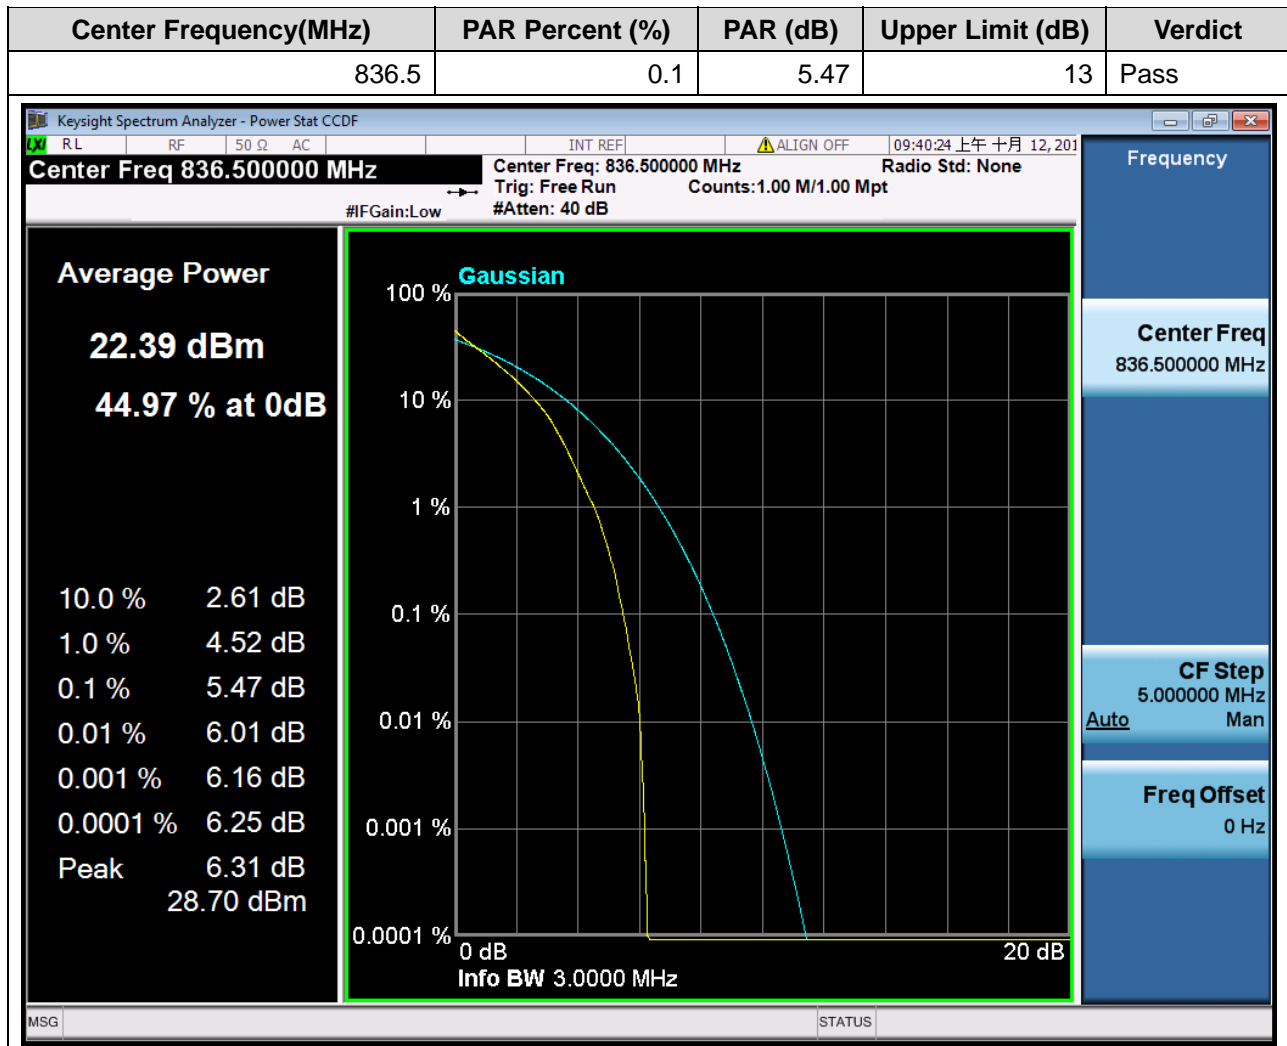 Center Frequency(MHz) PAR Percent (%) PAR (dB) Upper Limit (dB) Verdict
836.5 0.1 5.47 13 Pass
Keysight Spectrum Analyzer - Power Stat CCDF
LXI RL RF 50 Ω AC INT REF ALIGN OFF 09:40:24 上午 十月 12, 201
Center Freq 836.500000 MHz
Center Freq: 836.500000 MHz Radio Std: None
Trig: Free Run Counts:1.00 M/1.00 Mpt
#IFGain:Low #Atten: 40 dB
Frequency
Average Power
22.39 dBm
44.97 % at 0dB
10.0 % 2.61 dB
1.0 % 4.52 dB
0.1 % 5.47 dB
0.01 % 6.01 dB
0.001 % 6.16 dB
0.0001 % 6.25 dB
Peak 6.31 dB
28.70 dBm
Gaussian
100 %
10 %
1 %
0.1 %
0.01 %
0.001 %
0.0001 %
0 dB 20 dB
Info BW 3.0000 MHz
Center Freq
836.500000 MHz
CF Step
5.000000 MHz
Auto Man
Freq Offset
0 Hz
MSG STATUS